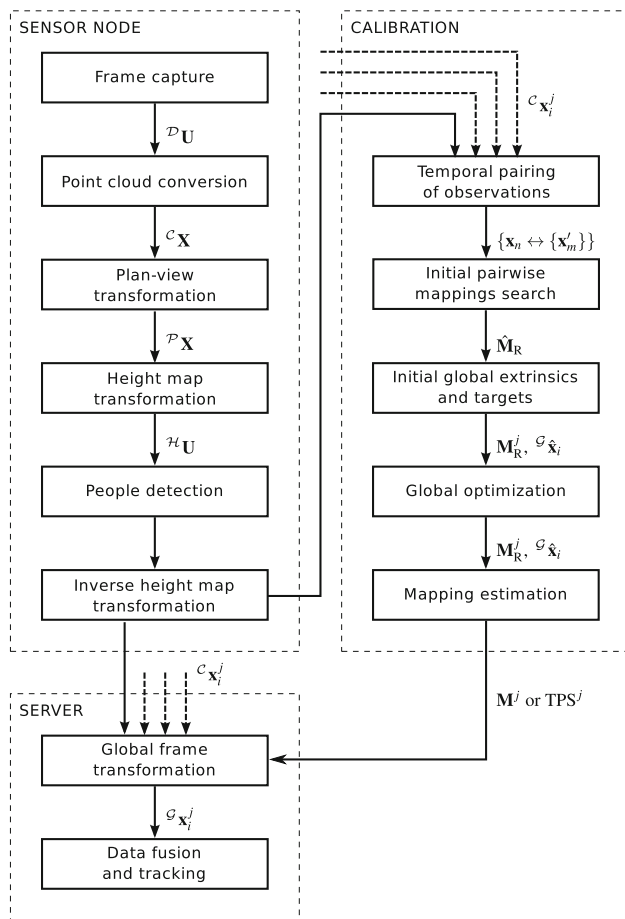 SENSOR NODE
Frame capture
𝒟U
Point cloud conversion
𝒞X
Plan-view
transformation
𝒫X
Height map
transformation
ℋU
People detection
Inverse height map
transformation
CALIBRATION
𝒞x_i^j
Temporal pairing
of observations
{x_n ↔ {x′_m}}
Initial pairwise
mappings search
M̂_R
Initial global extrinsics
and targets
M_R^j, 𝒢x̂_i
Global optimization
M_R^j, 𝒢x̂_i
Mapping estimation
M^j or TPS^j
𝒞x_i^j
SERVER
Global frame
transformation
𝒢x_i^j
Data fusion
and tracking